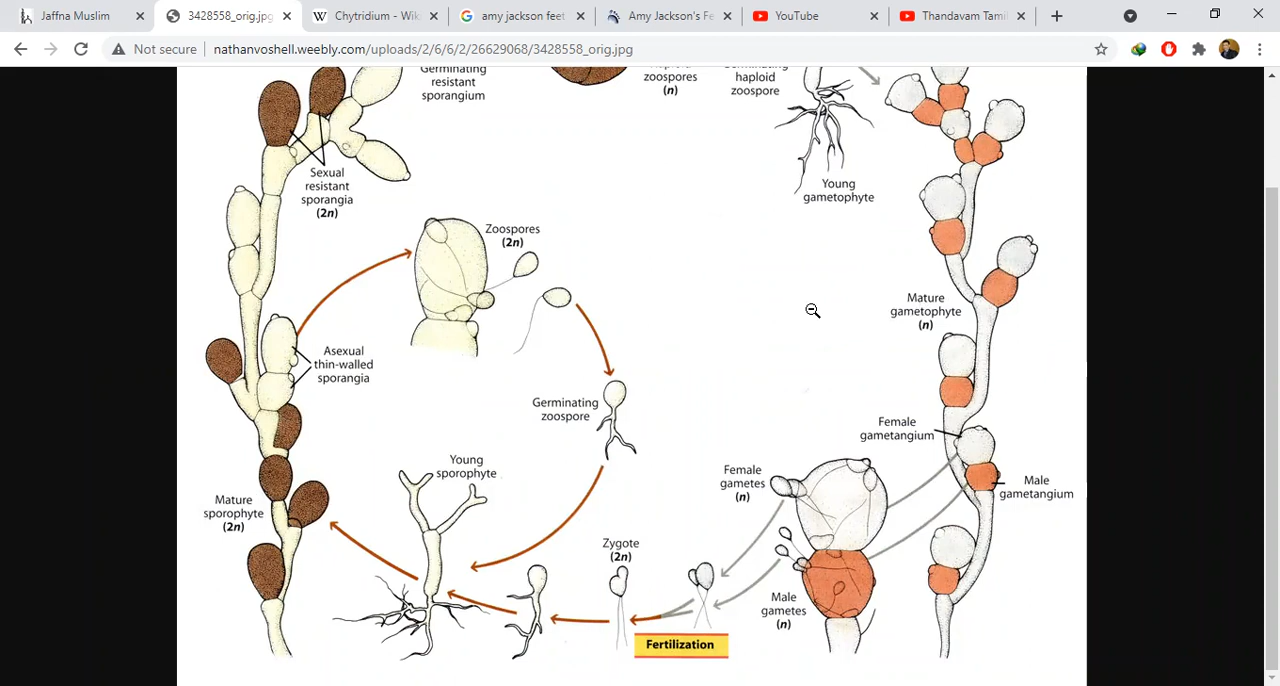 Jaffna Muslim
3428558_orig.jpg
Chytridium - Wik
amy jackson feet
Amy Jackson's Fe
YouTube
Thandavam Tami
Not secure
nathanvoshell.weebly.com/uploads/2/6/6/2/26629068/3428558_orig.png
Germinating
resistant
sporangium
zoospores
(n)
Germinating
haploid
zoospore
Sexual
resistant
sporangia
(2n)
Young
gametophyte
Zoospores
(2n)
Mature
gametophyte
(n)
Asexual
thin-walled
sporangia
Germinating
zoospore
Female
gametangium
Young
sporophyte
Female
gametes
(n)
Male
gametangium
Mature
sporophyte
(2n)
Zygote
(2n)
Male
gametes
(n)
Fertilization